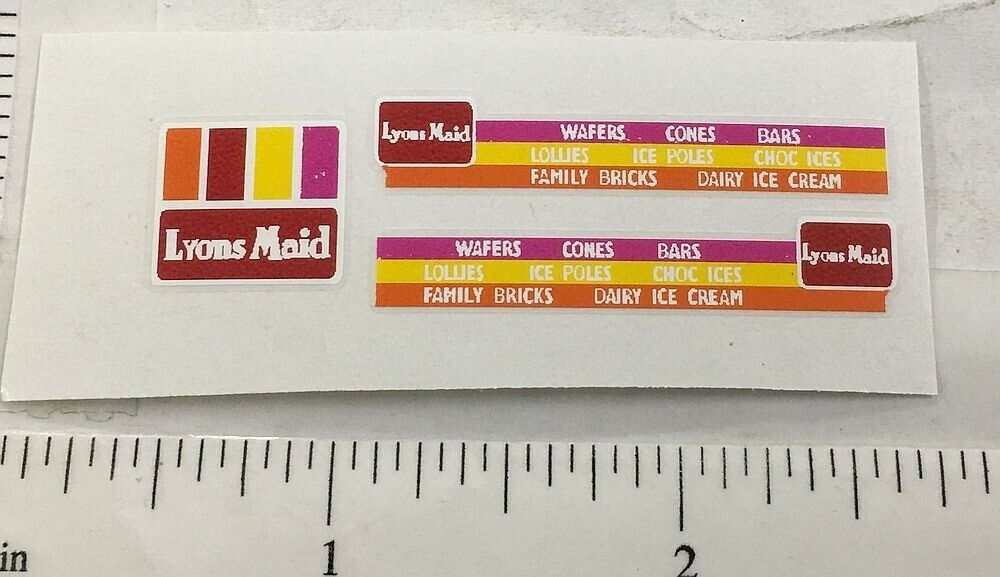 Lyons Maid
Lyons Maid
WAFERS CONES BARS
LOLLIES ICE POLES CHOC ICES
FAMILY BRICKS DAIRY ICE CREAM
WAFERS CONES BARS
LOLLIES ICE POLES CHOC ICES
FAMILY BRICKS DAIRY ICE CREAM
Lyons Maid
in 1 2